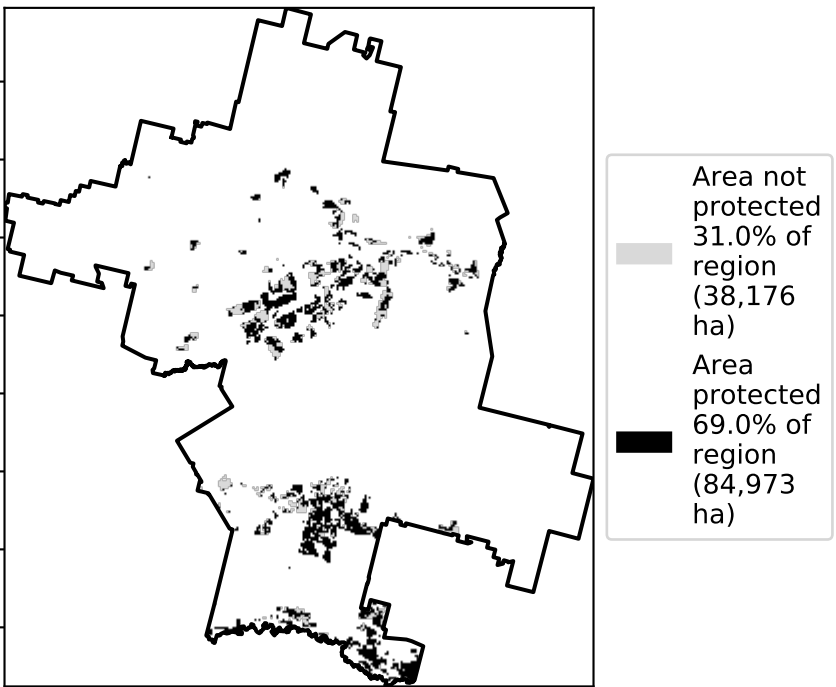 Area not
protected
31.0% of
region
(38,176
ha)
Area
protected
69.0% of
region
(84,973
ha)